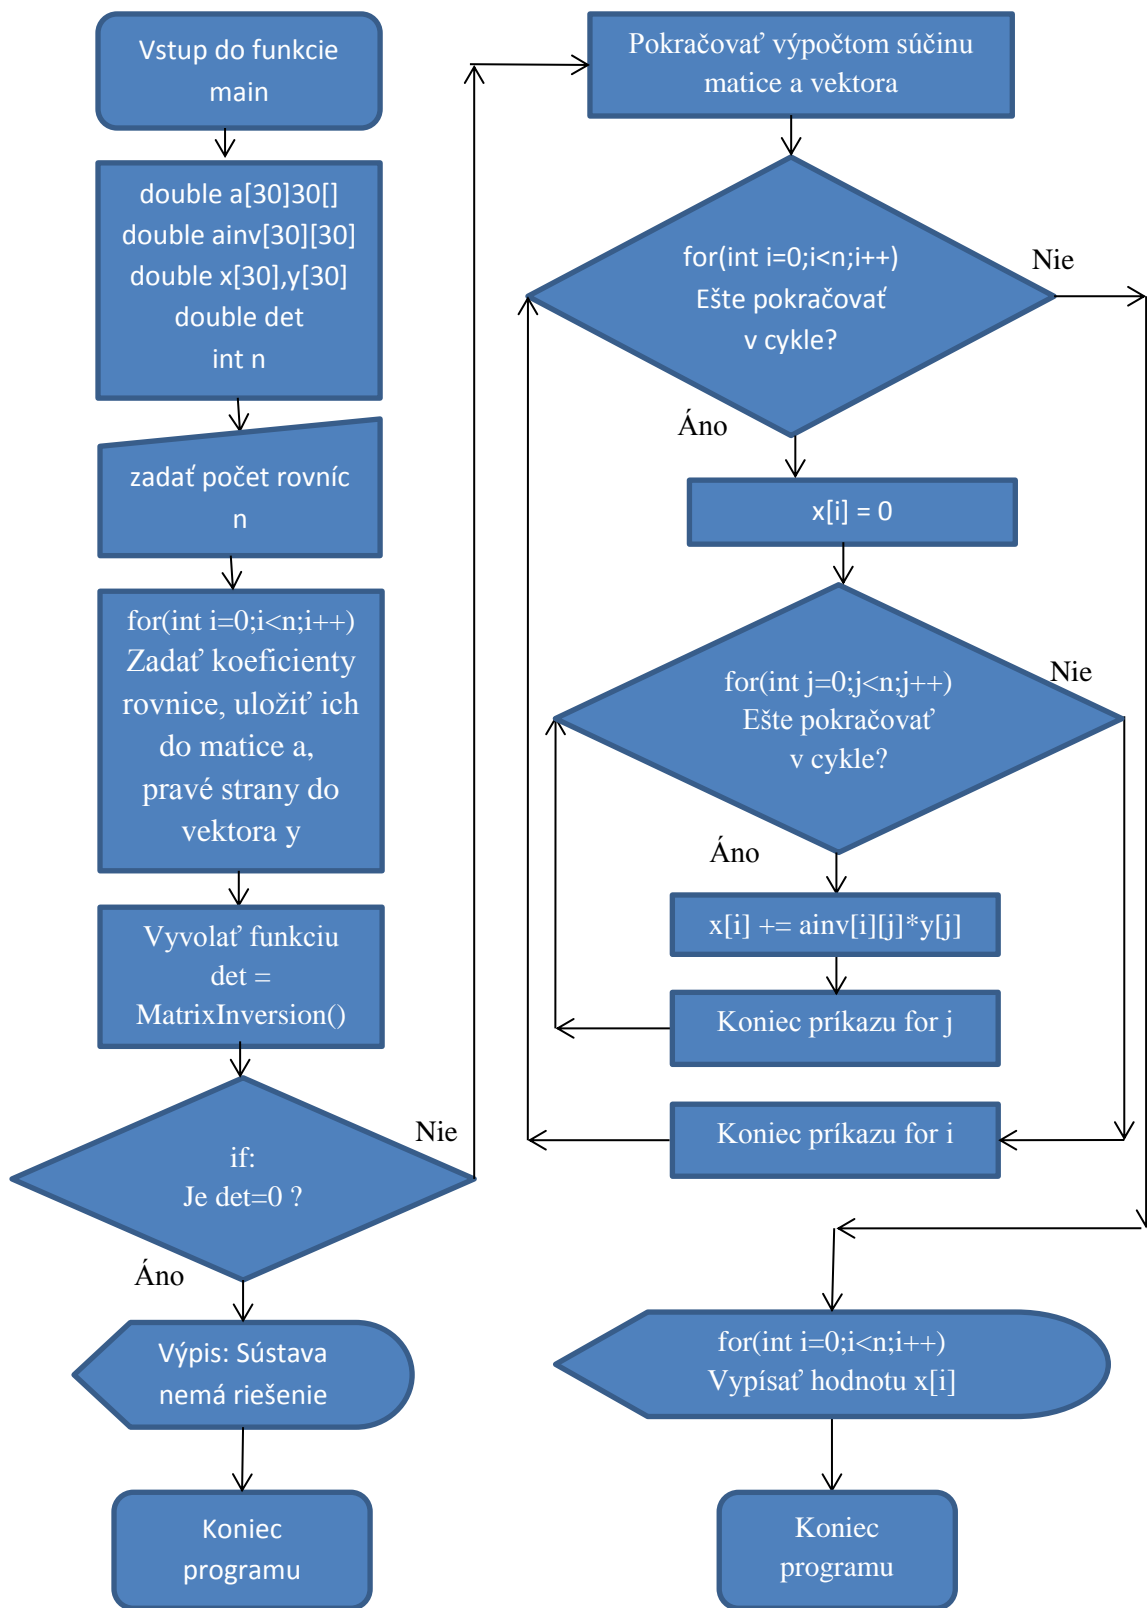 Vstup do funkcie
main
double a[30]30[]
double ainv[30][30]
double x[30],y[30]
double det
int n
zadať počet rovníc
n
for(int i=0;i<n;i++)
Zadať koeficienty
rovnice, uložiť ich
do matice a,
pravé strany do
vektora y
Vyvolať funkciu
det =
MatrixInversion()
if:
Je det=0 ?
Nie
Áno
Výpis: Sústava
nemá riešenie
Koniec
programu
Pokračovať výpočtom súčinu
matice a vektora
for(int i=0;i<n;i++)
Ešte pokračovať
v cykle?
Nie
Áno
x[i] = 0
for(int j=0;j<n;j++)
Ešte pokračovať
v cykle?
Nie
Áno
x[i] += ainv[i][j]*y[j]
Koniec príkazu for j
Koniec príkazu for i
for(int i=0;i<n;i++)
Vypísať hodnotu x[i]
Koniec
programu